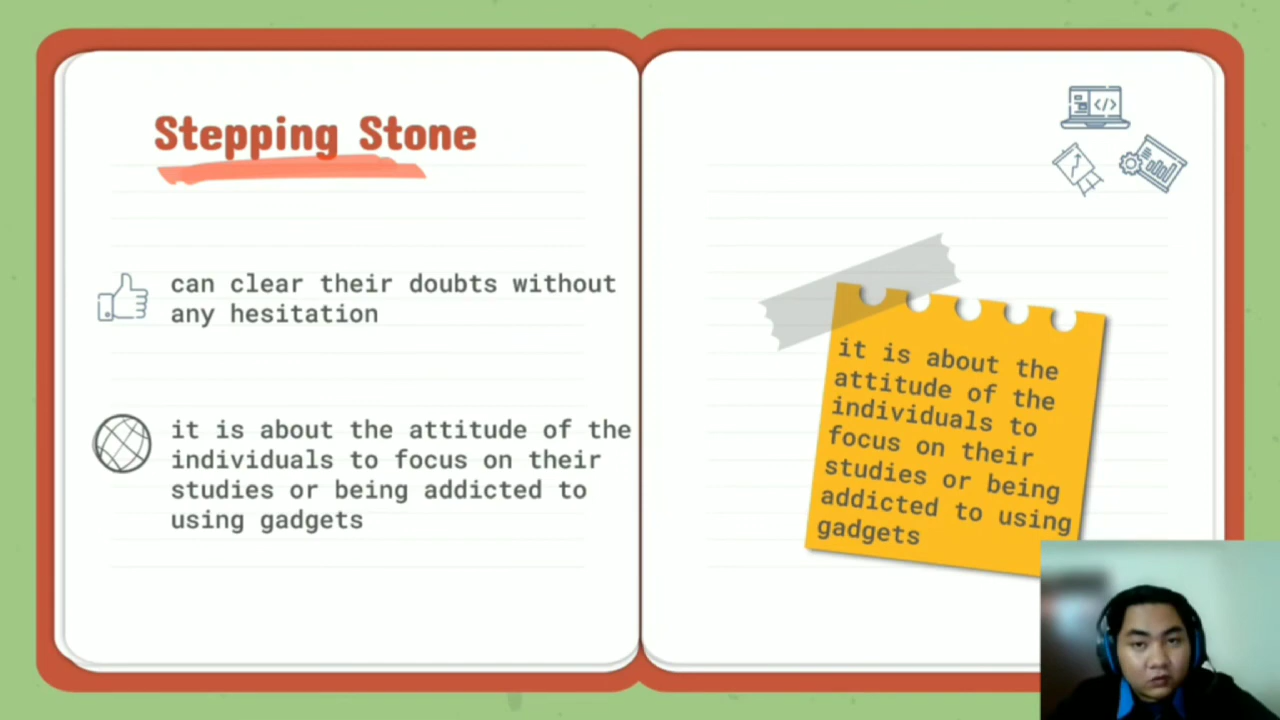 Stepping Stone
can clear their doubts without
any hesitation
it is about the attitude of the
individuals to focus on their
studies or being addicted to
using gadgets
</>
it is about the
attitude of the
individuals to
focus on their
studies or being
addicted to using
gadgets